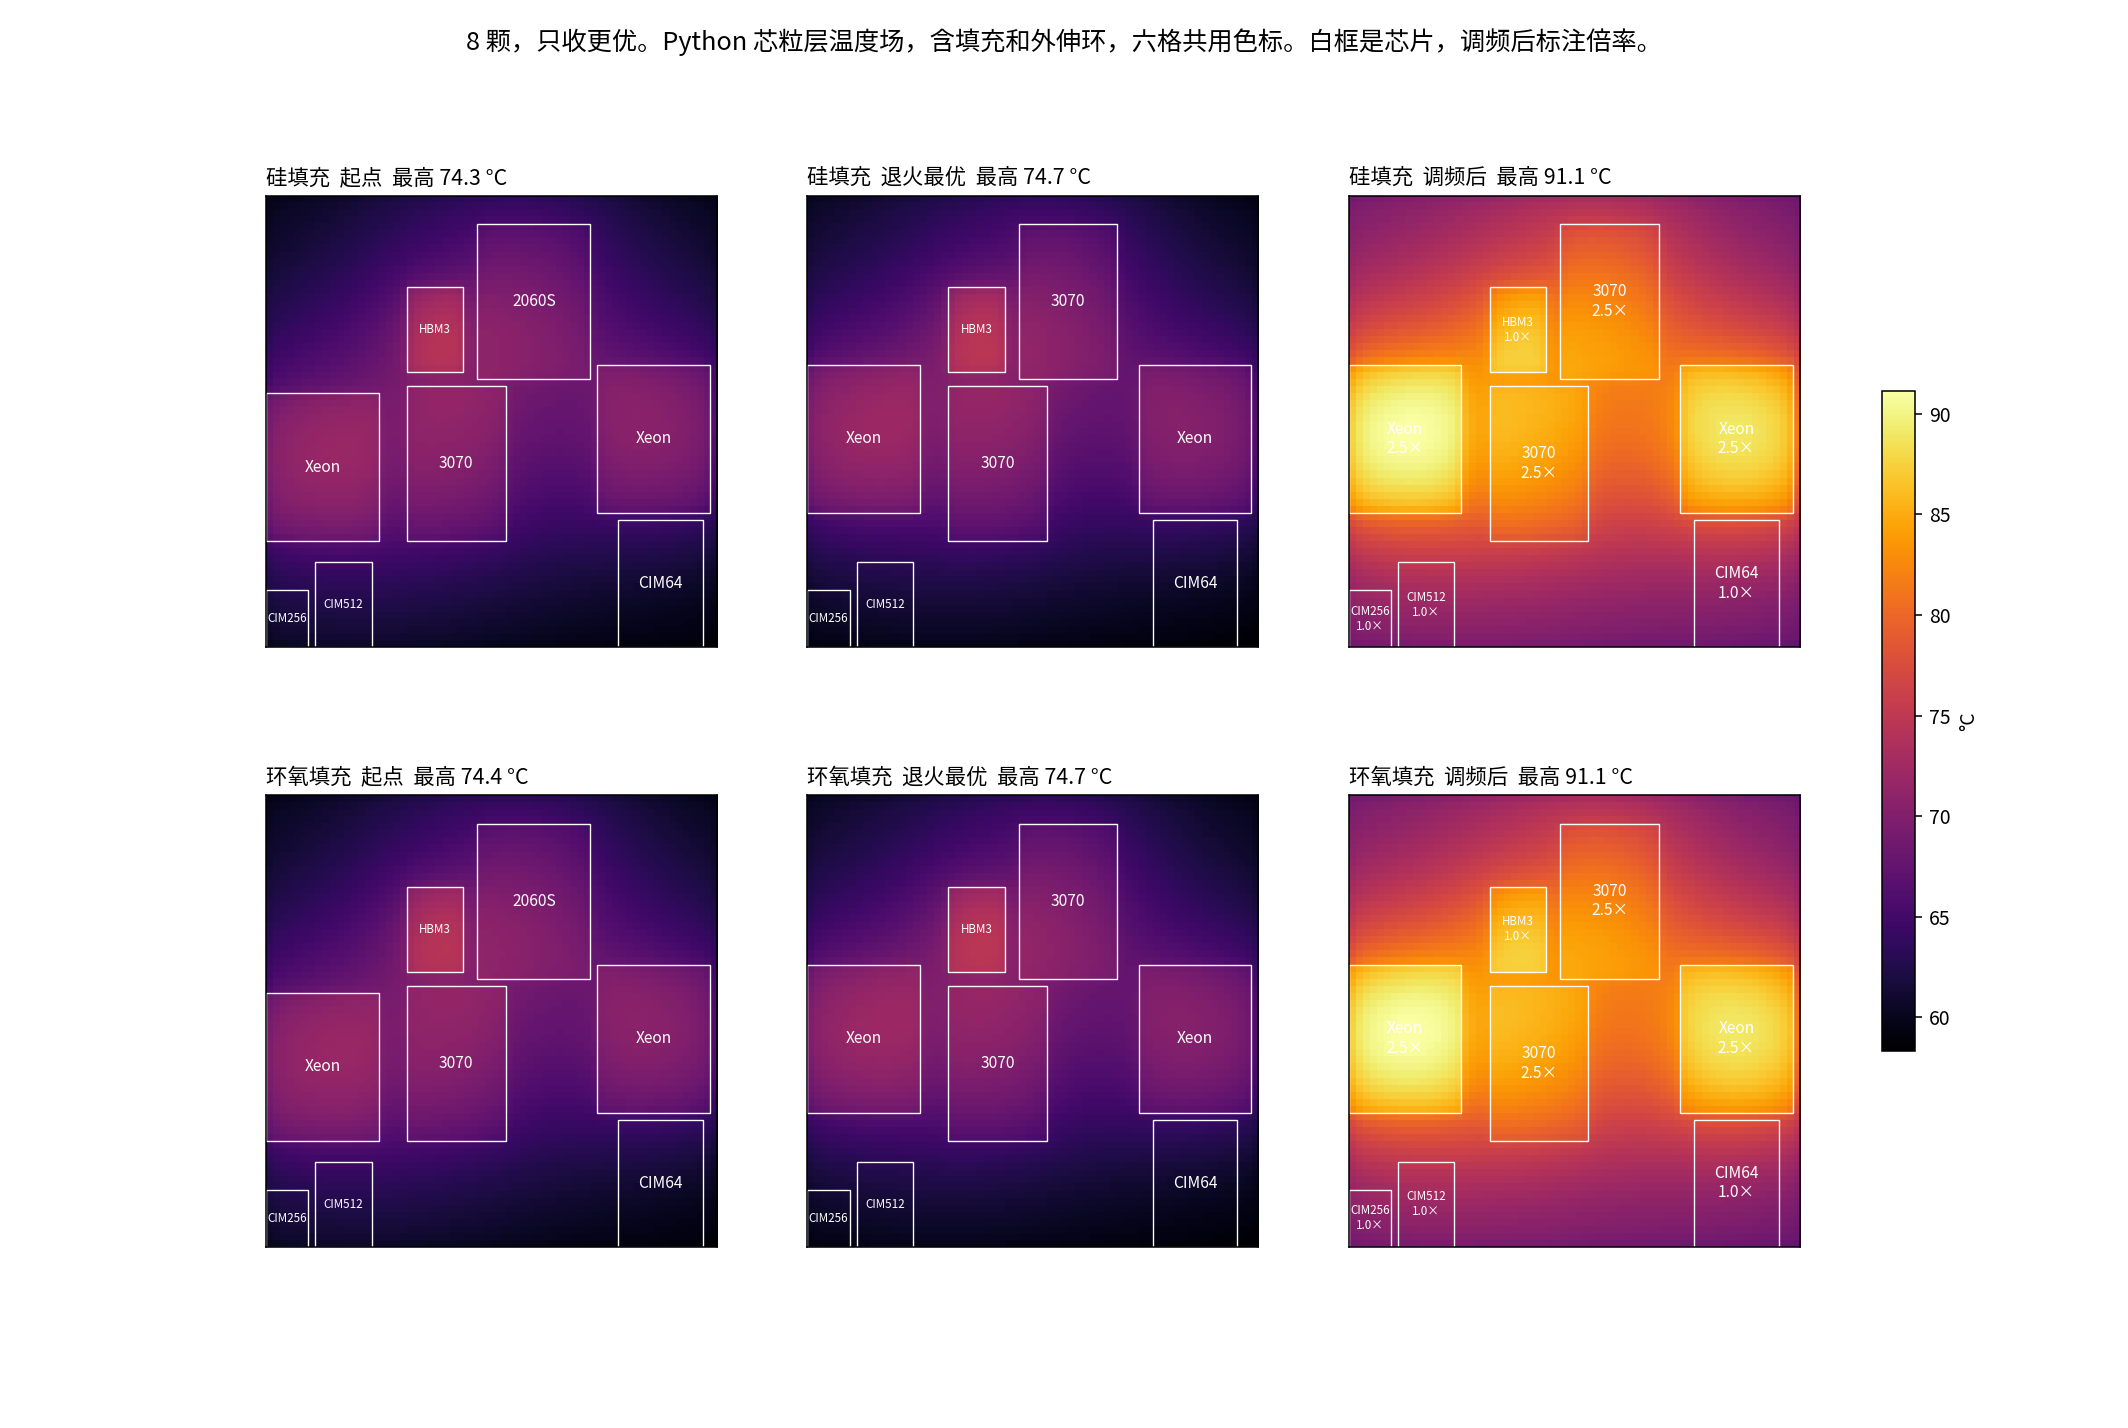 8 颗，只收更优。Python 芯粒层温度场，含填充和外伸环，六格共用色标。白框是芯片，调频后标注倍率。
硅填充 起点 最高 74.3 °C
2060S
HBM3
Xeon
Xeon
3070
CIM64
CIM512
CIM256
硅填充 退火最优 最高 74.7 °C
3070
HBM3
Xeon
Xeon
3070
CIM64
CIM512
CIM256
硅填充 调频后 最高 91.1 °C
3070
2.5×
HBM3
1.0×
Xeon
2.5×
Xeon
2.5×
3070
2.5×
CIM64
1.0×
CIM512
1.0×
CIM256
1.0×
环氧填充 起点 最高 74.4 °C
2060S
HBM3
Xeon
Xeon
3070
CIM64
CIM512
CIM256
环氧填充 退火最优 最高 74.7 °C
3070
HBM3
Xeon
Xeon
3070
CIM64
CIM512
CIM256
环氧填充 调频后 最高 91.1 °C
3070
2.5×
HBM3
1.0×
Xeon
2.5×
Xeon
2.5×
3070
2.5×
CIM64
1.0×
CIM512
1.0×
CIM256
1.0×
90
85
80
75
70
65
60
°C